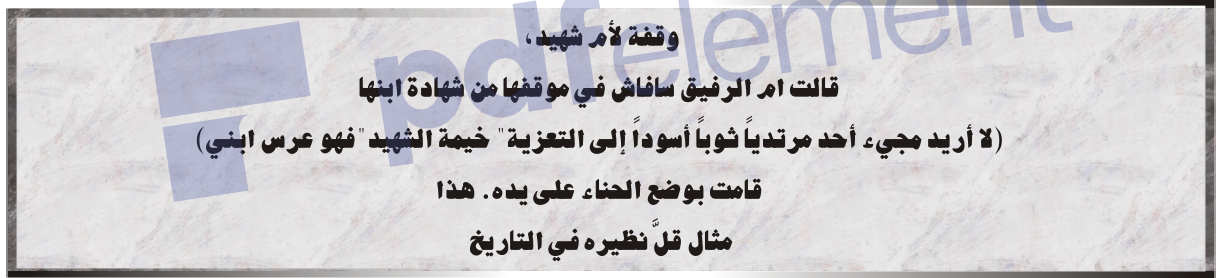 وقفة لأم شهيد،
قالت ام الرفيق سافاش في موقفها من شهادة ابنها
(لا أريد مجيء أحد مرتدياً ثوباً أسوداً إلى التعزية" خيمة الشهيد "فهو عرس ابني)
قامت بوضع الحناء على يده. هذا
مثال قلَّ نظيره في التاريخ
pdfelement